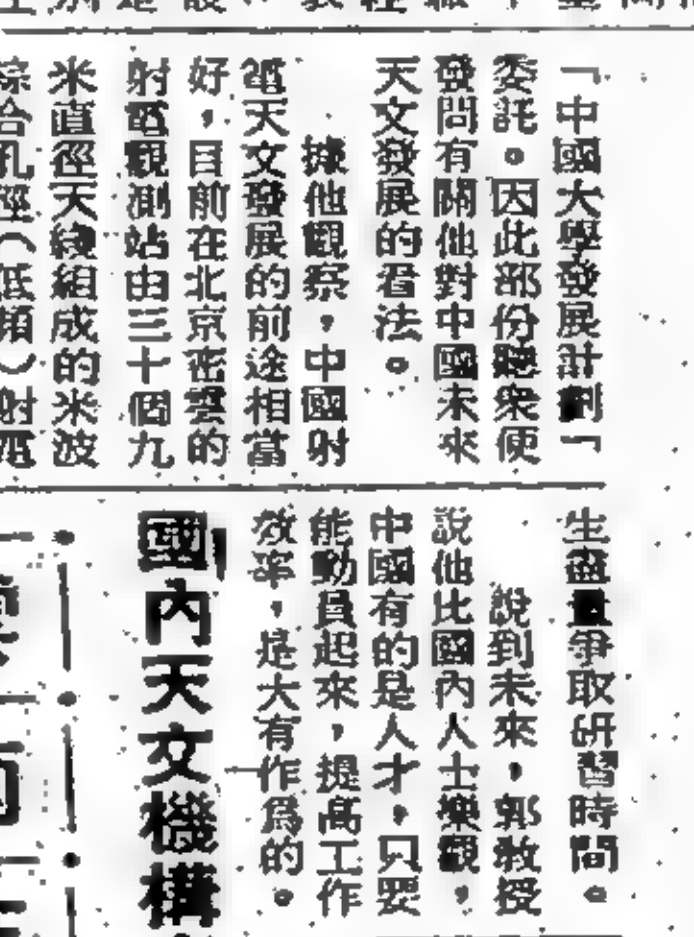 「中國大學發展計劃「
委託。因此部份聽眾便
發問有關他對中國未來
天文發展的看法。
據他觀察，中國射
電天文發展的前途相當
好，目前在北京密雲的
射電觀測站由三十個九
米直徑天線組成的米波
綜合孔徑（低頻）射電
生盡量爭取研習時間。
說到未來，郭教授
說他比國內人士樂觀，
中國有的是人才，只要
能動員起來，提高工作
效率，是大有作為的。
國內天文機構